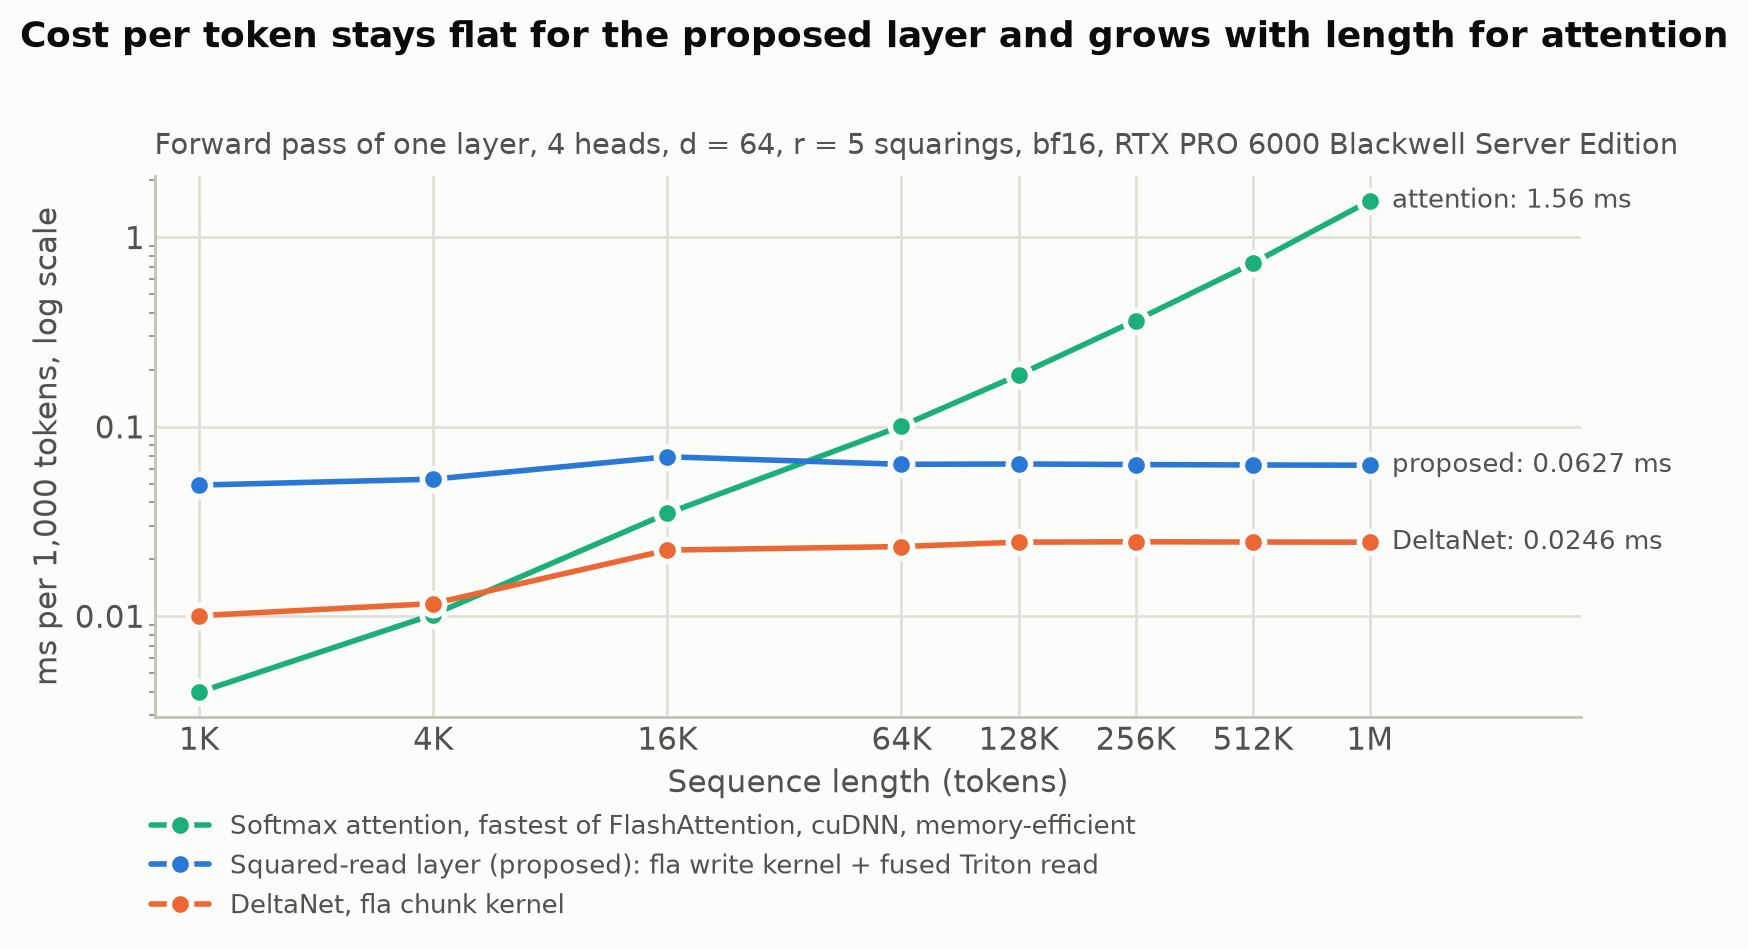 Cost per token stays flat for the proposed layer and grows with length for attention
Forward pass of one layer, 4 heads, d = 64, r = 5 squarings, bf16, RTX PRO 6000 Blackwell Server Edition
ms per 1,000 tokens, log scale
1
0.1
0.01
attention: 1.56 ms
proposed: 0.0627 ms
DeltaNet: 0.0246 ms
1K 4K 16K 64K 128K 256K 512K 1M
Sequence length (tokens)
Softmax attention, fastest of FlashAttention, cuDNN, memory-efficient
Squared-read layer (proposed): fla write kernel + fused Triton read
DeltaNet, fla chunk kernel